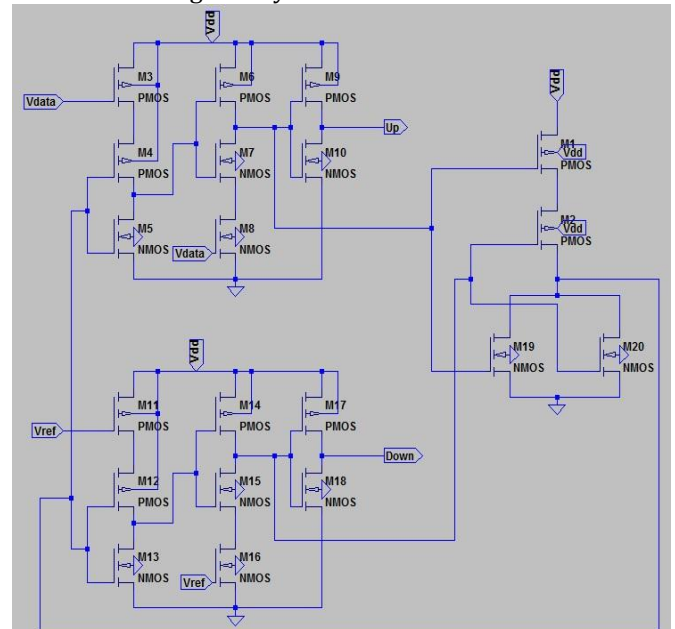 Vdd
M3
M6
M9
Vdata
PMOS
PMOS
PMOS
Up
M4
M7
M10
PMOS
NMOS
NMOS
M5
M8
NMOS
Vdata
NMOS
Vdd
M1
Vdd
PMOS
M2
Vdd
PMOS
M19
M20
NMOS
NMOS
Vdd
M11
M14
M17
Vref
PMOS
PMOS
PMOS
Down
M12
M15
M18
PMOS
NMOS
NMOS
M13
M16
NMOS
Vref
NMOS